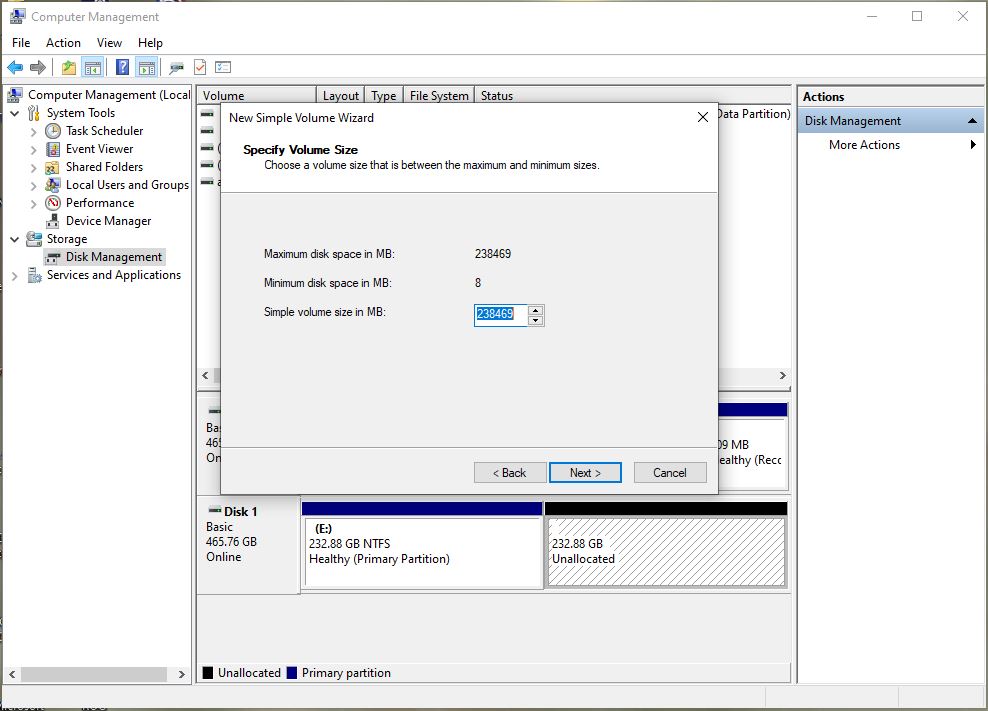 Computer Management
File Action View Help
Computer Management (Local
System Tools
Task Scheduler
Event Viewer
Shared Folders
Local Users and Groups
Performance
Device Manager
Storage
Disk Management
Services and Applications
Volume Layout Type File System Status
Data Partition)
New Simple Volume Wizard
Specify Volume Size
Choose a volume size that is between the maximum and minimum sizes.
Maximum disk space in MB: 238469
Minimum disk space in MB: 8
Simple volume size in MB: 238469
< Back Next > Cancel
Bas
465
On
09 MB
ealthy (Recc
Disk 1
Basic
465.76 GB
Online
(E:)
232.88 GB NTFS
Healthy (Primary Partition)
232.88 GB
Unallocated
Unallocated Primary partition
Actions
Disk Management
More Actions